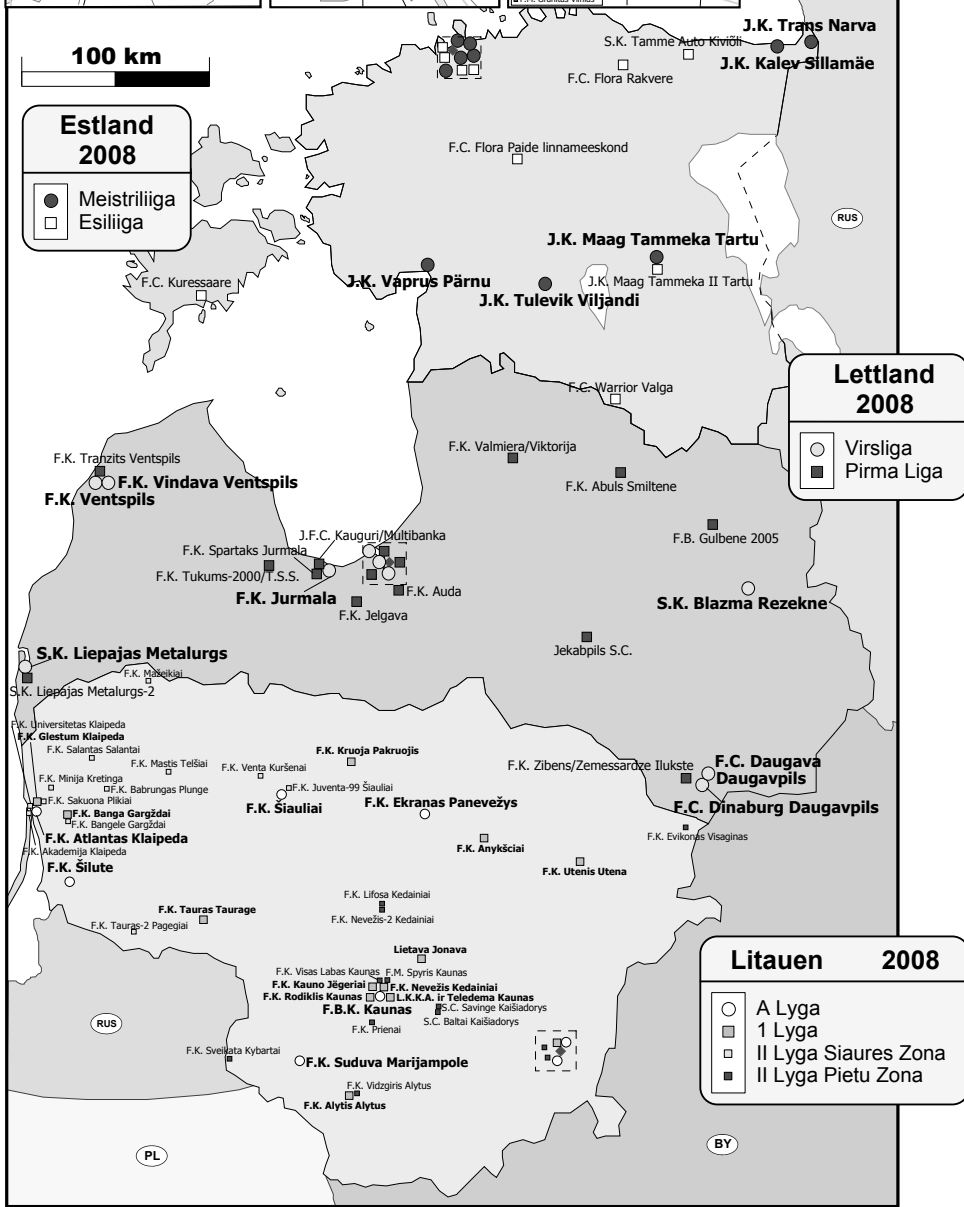 F.K. Granitas Vilnius
100 km
Estland
2008
Meistriliiga
Esiliiga
J.K. Trans Narva
S.K. Tamme Auto Kiviõli
J.K. Kalev Sillamäe
F.C. Flora Rakvere
F.C. Flora Paide linnameeskond
RUS
J.K. Maag Tammeka Tartu
J.K. Vaprus Pärnu
J.K. Maag Tammeka II Tartu
F.C. Kuressaare
J.K. Tulevik Viljandi
Lettland
2008
Virsliga
Pirma Liga
F.C. Warrior Valga
F.K. Valmiera/Viktorija
F.K. Tranzits Ventspils
F.K. Vindava Ventspils
F.K. Abuls Smiltene
F.K. Ventspils
F.B. Gulbene 2005
J.F.C. Kauguri/Multibanka
F.K. Spartaks Jurmala
F.K. Tukums-2000/T.S.S.
F.K. Auda
F.K. Jurmala
S.K. Blazma Rezekne
F.K. Jelgava
Jekabpils S.C.
S.K. Liepajas Metalurgs
F.K. Mažeikiai
S.K. Liepajas Metalurgs-2
F.K. Universitetas Klaipeda
F.K. Glestum Klaipeda
F.K. Salantas Salantai
F.K. Kruoja Pakruojis
F.K. Mastis Telšiai
F.K. Venta Kuršenai
F.K. Zibens/Zemessardze Ilukste
F.C. Daugava
Daugavpils
F.K. Minija Kretinga
F.K. Babrungas Plunge
F.K. Juventa-99 Šiauliai
F.K. Sakuona Plikiai
F.K. Šiauliai
F.K. Ekranas Panevežys
F.C. Dinaburg Daugavpils
F.K. Banga Gargždai
F.K. Bangele Gargždai
F.K. Evikonas Visaginas
F.K. Atlantas Klaipeda
F.K. Akademija Klaipeda
F.K. Anykščiai
F.K. Šilute
F.K. Utenis Utena
F.K. Lifosa Kedainiai
F.K. Tauras Taurage
F.K. Nevežis-2 Kedainiai
F.K. Tauras-2 Pagegiai
Lietava Jonava
F.K. Visas Labas Kaunas
F.M. Spyris Kaunas
F.K. Kauno Jėgeriai
F.K. Nevežis Kedainiai
F.K. Rodiklis Kaunas
L.K.K.A. ir Teledema Kaunas
F.B.K. Kaunas
S.C. Savinge Kaišiadorys
S.C. Baltai Kaišiadorys
F.K. Prienai
RUS
F.K. Sveikata Kybartai
F.K. Suduva Marijampole
F.K. Vidzgiris Alytus
F.K. Alytis Alytus
Litauen 2008
A Lyga
1 Lyga
II Lyga Siaures Zona
II Lyga Pietu Zona
PL
BY